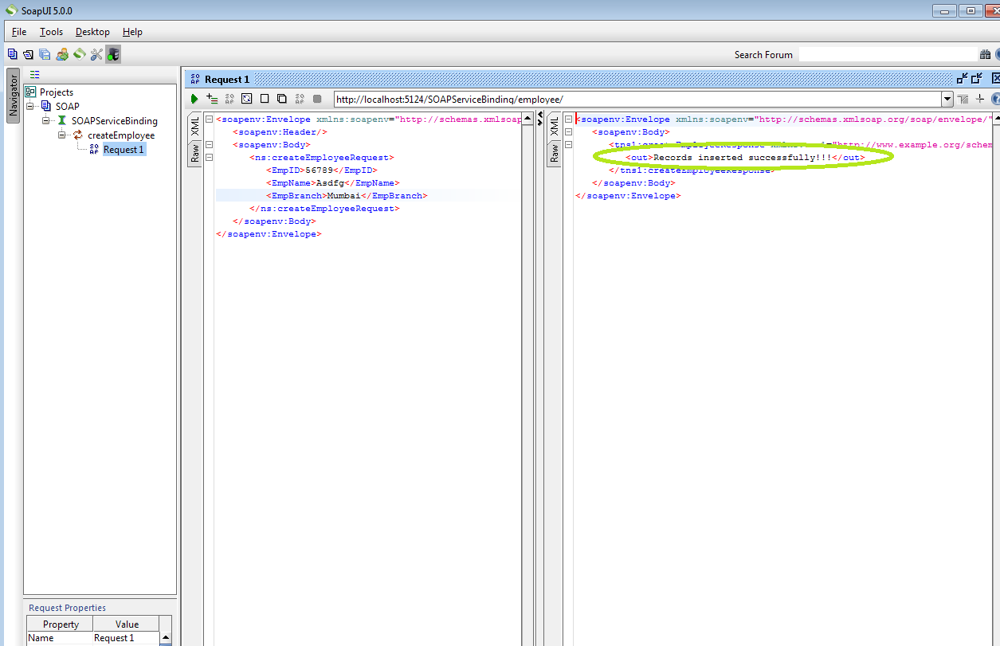 SoapUI 5.0.0
File Tools Desktop Help
Search Forum
Navigator
Projects
SOAP
SOAPServiceBinding
createEmployee
Request 1
Request 1
http://localhost:5124/SOAPServiceBinding/employee/
XML
Raw
<soapenv:Envelope xmlns:soapenv="http://schemas.xmlsoap
<soapenv:Header/>
<soapenv:Body>
<ns:createEmployeeRequest>
<EmpID>56789</EmpID>
<EmpName>Asdfg</EmpName>
<EmpBranch>Mumbai</EmpBranch>
</ns:createEmployeeRequest>
</soapenv:Body>
</soapenv:Envelope>
XML
Raw
<soapenv:Envelope xmlns:soapenv="http://schemas.xmlsoap.org/soap/envelope/"
<soapenv:Body>
"http://www.example.org/schem
<out>Records inserted successfully!!!</out>
</tns1:createEmployeeResponse>
</soapenv:Body>
</soapenv:Envelope>
Request Properties
Property Value
Name Request 1